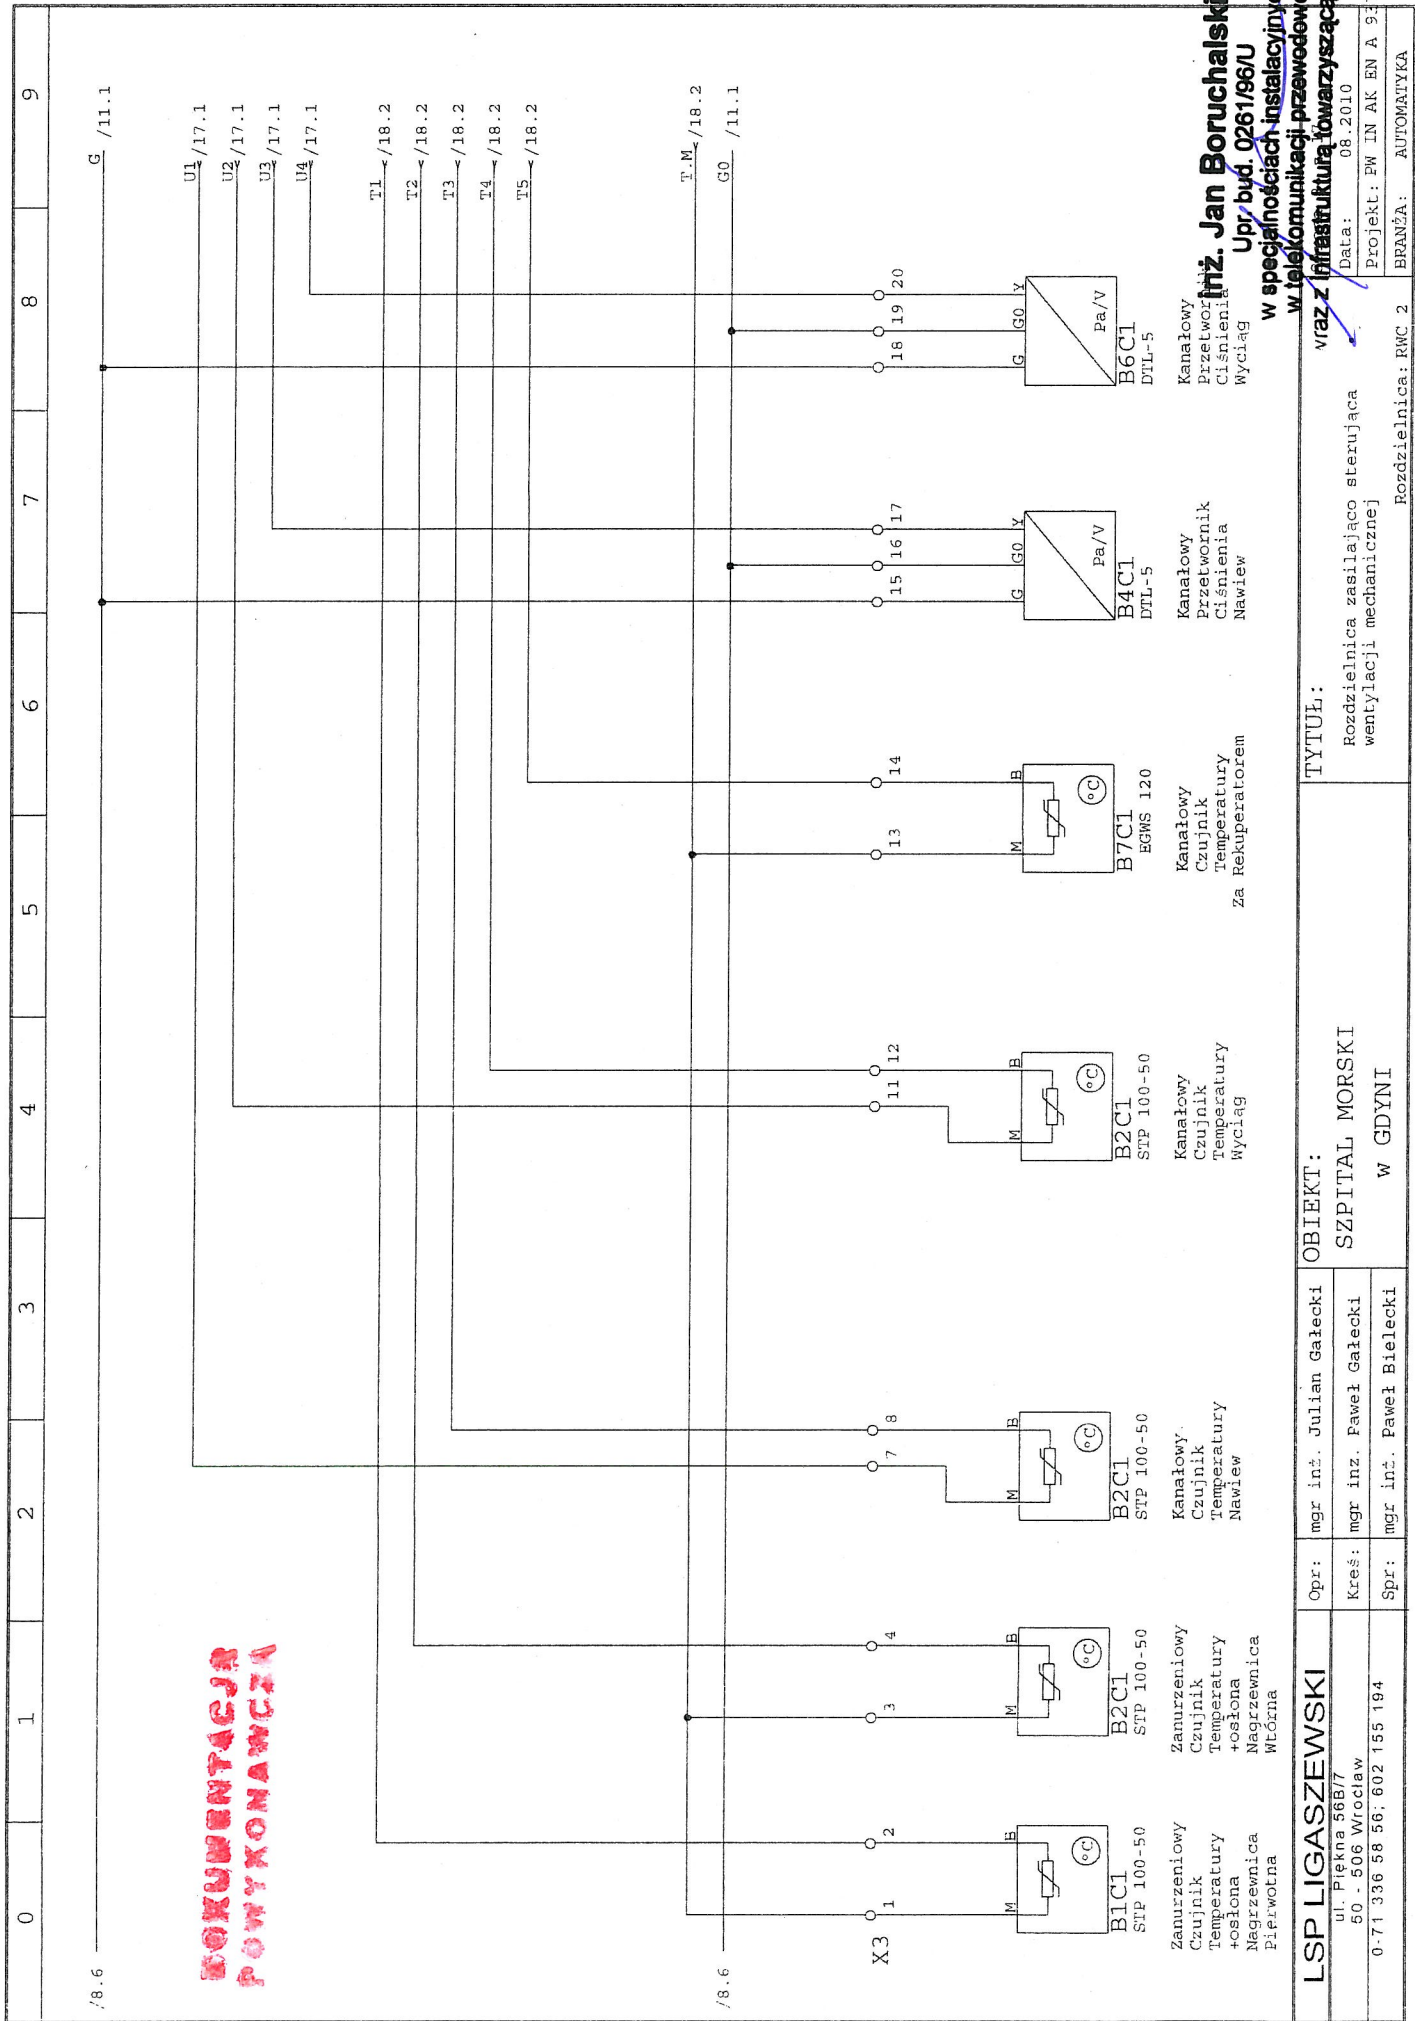 0 1 2 3 4 5 6 7 8 9
/8.6
G /11.1
DOKUMENTACJA
POWYKONAWCZA
U1 /17.1
U2 /17.1
U3 /17.1
U4 /17.1
T1 /18.2
T2 /18.2
T3 /18.2
T4 /18.2
T5 /18.2
T.M /18.2
/8.6
G0 /11.1
X3
1 2 3 4 7 8 11 12 13 14 15 16 17 18 19 20
M B
°C
B1C1
STP 100-50
Zanurzeniowy
Czujnik
Temperatury
+osłona
Nagrzewnica
Pierwotna
M B
°C
B2C1
STP 100-50
Zanurzeniowy
Czujnik
Temperatury
+osłona
Nagrzewnica
Wtórna
M B
°C
B2C1
STP 100-50
Kanałowy
Czujnik
Temperatury
Nawiew
M B
°C
B2C1
STP 100-50
Kanałowy
Czujnik
Temperatury
Wyciąg
M B
°C
B7C1
EGWS 120
Kanałowy
Czujnik
Temperatury
Za Rekuperatorem
G G0 Y
Pa/V
B4C1
DTL-5
Kanałowy
Przetwornik
Ciśnienia
Nawiew
G G0 Y
Pa/V
B6C1
DTL-5
Kanałowy
Przetwornik
Ciśnienia
Wyciąg
inż. Jan Boruchalski
Upr. bud. 0261/96/U
w specjalnościach instalacyjnyc
w telekomunikacji przewodowe
wraz z infrastrukturą towarzyszącą
LSP LIGASZEWSKI
ul. Piękna 56B/7
50 - 506 Wrocław
0-71 336 58 56; 602 155 194
Opr: mgr inż. Julian Gałecki
Kreś: mgr inz. Paweł Gałecki
Spr: mgr inż. Paweł Bielecki
OBIEKT:
SZPITAL MORSKI
W GDYNI
TYTUŁ:
Rozdzielnica zasilająco sterująca
wentylacji mechanicznej
Rozdzielnica: RWC 2
Data: 08.2010
Projekt: PW IN AK EN A 93
BRANŻA: AUTOMATYKA